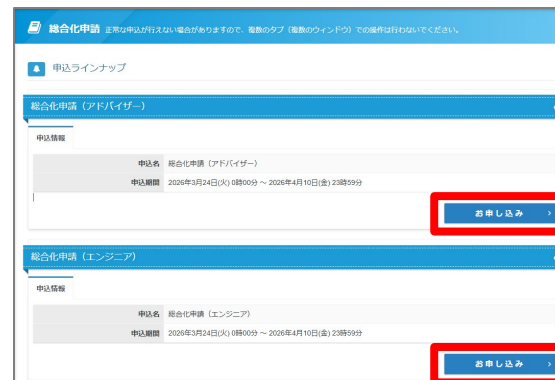 総合化申請 正常な申込が行えない場合がありますので、複数のタブ（複数のウィンドウ）での操作は行わないでください。
申込ラインナップ
総合化申請（アドバイザー）
申込情報
申込名 総合化申請（アドバイザー）
申込期間 2026年3月24日(火) 0時00分 ～ 2026年4月10日(金) 23時59分
お申し込み
総合化申請（エンジニア）
申込情報
申込名 総合化申請（エンジニア）
申込期間 2026年3月24日(火) 0時00分 ～ 2026年4月10日(金) 23時59分
お申し込み